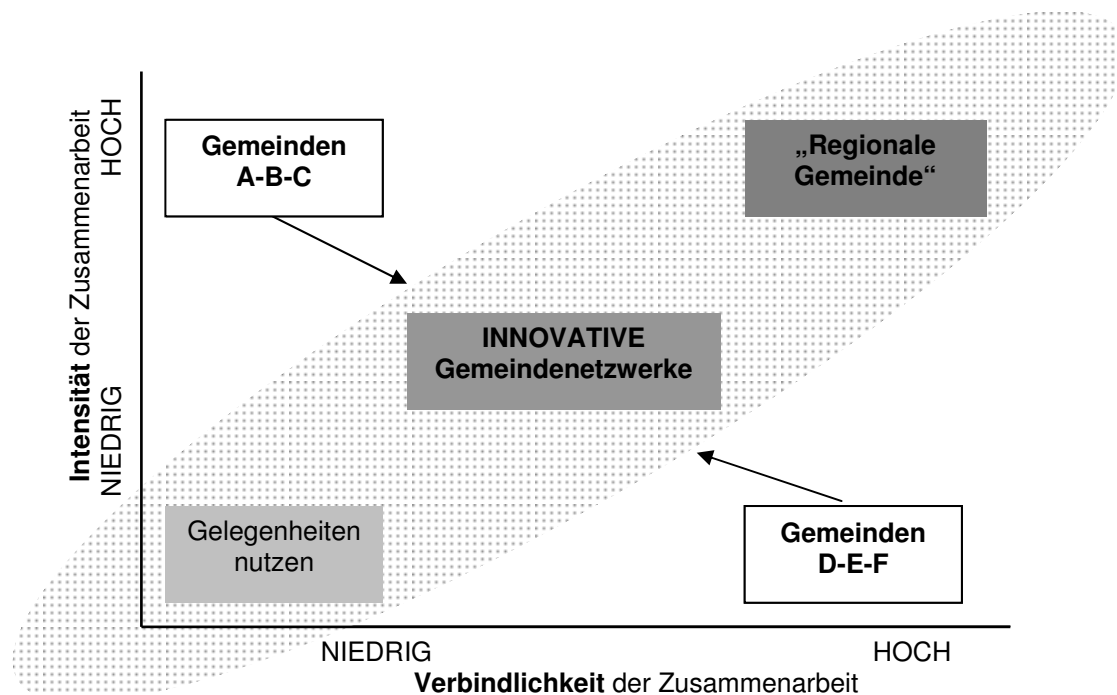 Intensität der Zusammenarbeit
NIEDRIG
HOCH
Gemeinden
A-B-C
„Regionale
Gemeinde“
INNOVATIVE
Gemeindenetzwerke
Gelegenheiten
nutzen
Gemeinden
D-E-F
NIEDRIG
HOCH
Verbindlichkeit der Zusammenarbeit